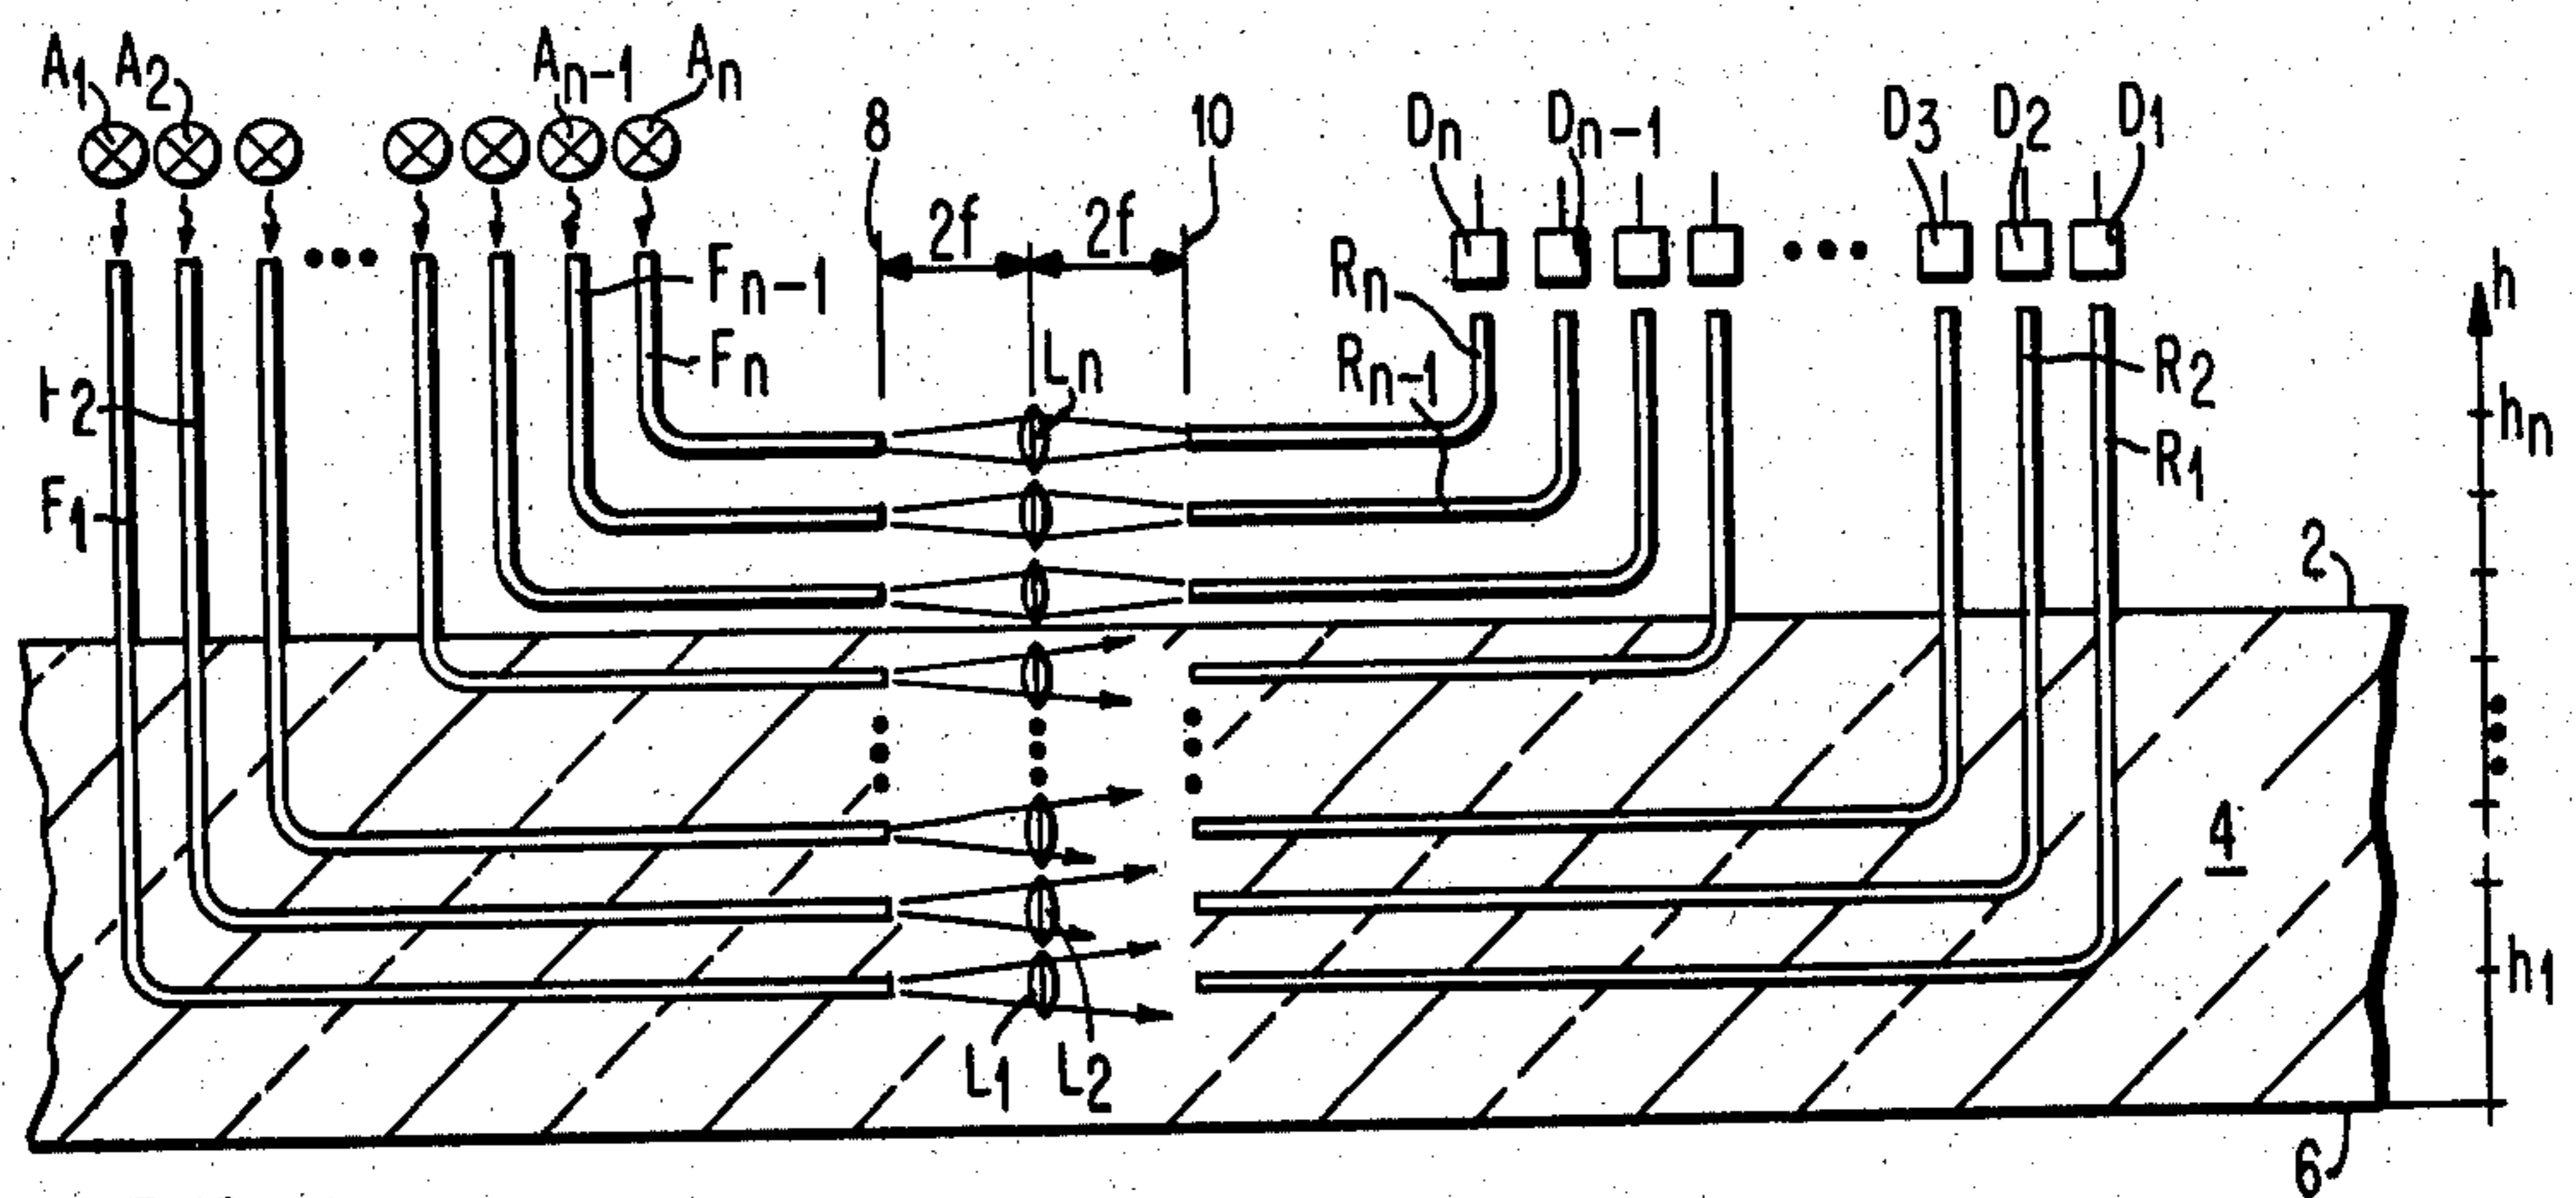 A1 A2 An-1 An
8 10
Dn Dn-1 D3 D2 D1
2f 2f
Fn-1
Fn
Ln
Rn
Rn-1
h
hn
F2
F1
R2
R1
2
4
h1
L1 L2
6